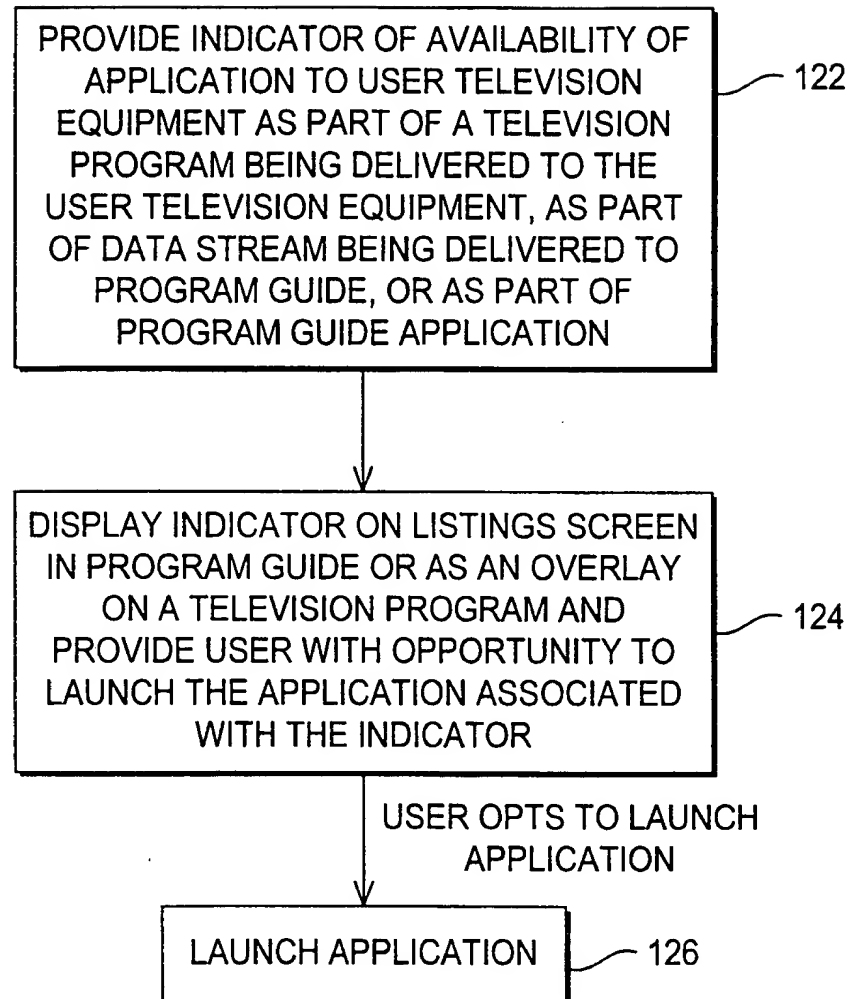 PROVIDE INDICATOR OF AVAILABILITY OF
APPLICATION TO USER TELEVISION
EQUIPMENT AS PART OF A TELEVISION
PROGRAM BEING DELIVERED TO THE
USER TELEVISION EQUIPMENT, AS PART
OF DATA STREAM BEING DELIVERED TO
PROGRAM GUIDE, OR AS PART OF
PROGRAM GUIDE APPLICATION
122
DISPLAY INDICATOR ON LISTINGS SCREEN
IN PROGRAM GUIDE OR AS AN OVERLAY
ON A TELEVISION PROGRAM AND
PROVIDE USER WITH OPPORTUNITY TO
LAUNCH THE APPLICATION ASSOCIATED
WITH THE INDICATOR
124
USER OPTS TO LAUNCH
APPLICATION
LAUNCH APPLICATION
126